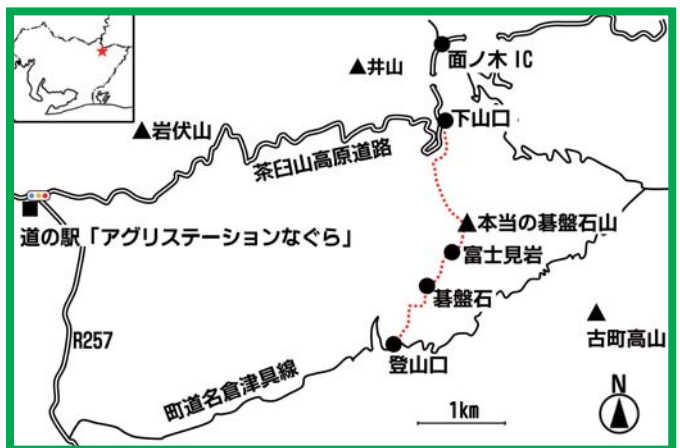 面ノ木IC
▲井山
下山口
▲岩伏山
茶臼山高原道路
▲本当の碁盤石山
道の駅「アグリステーションなぐら」
富士見岩
碁盤石
R257
古町高山
登山口
町道名倉津具線
1km
N